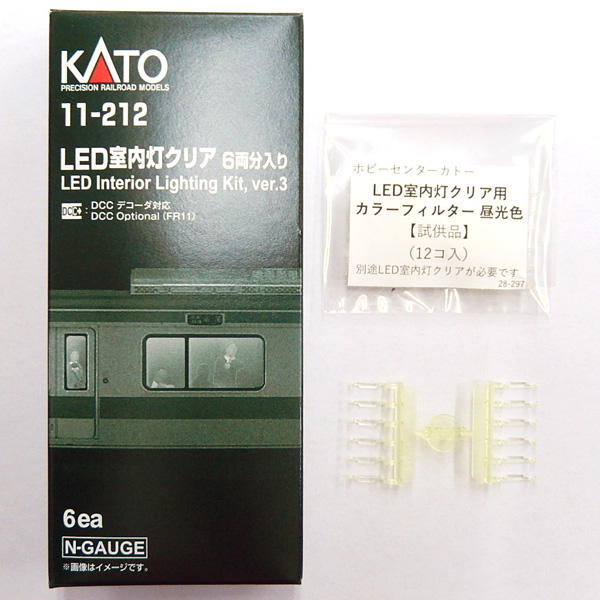 KATO
PRECISION RAILROAD MODELS
11-212
LED室内灯クリア 6両分入り
LED Interior Lighting Kit, ver.3
DCC DCC デコーダ対応
DCC Optional (FR11)
6ea
N-GAUGE
※画像はイメージです。
ホビーセンターカトー
LED室内灯クリア用
カラーフィルター 昼光色
【試供品】
（12コ入）
別途LED室内灯クリアが必要です
28-297